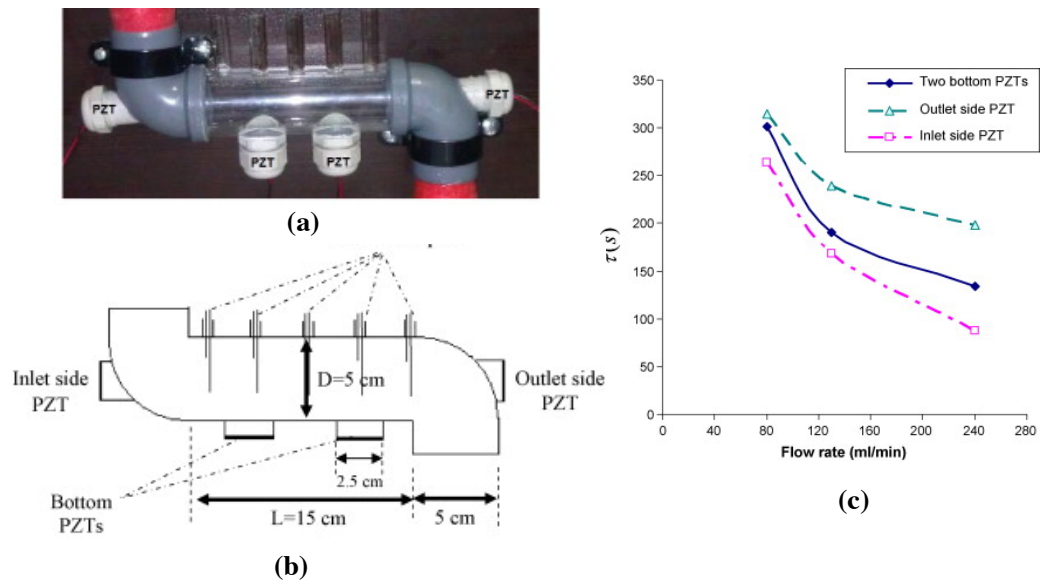 PZT
PZT
PZT
PZT
(a)
Inlet side
PZT
D=5 cm
Outlet side
PZT
2.5 cm
Bottom
PZTs
L=15 cm
5 cm
(b)
350
300
250
200
150
100
50
0
τ(s)
Two bottom PZTs
Outlet side PZT
Inlet side PZT
0
40
80
120
160
200
240
280
Flow rate (ml/min)
(c)